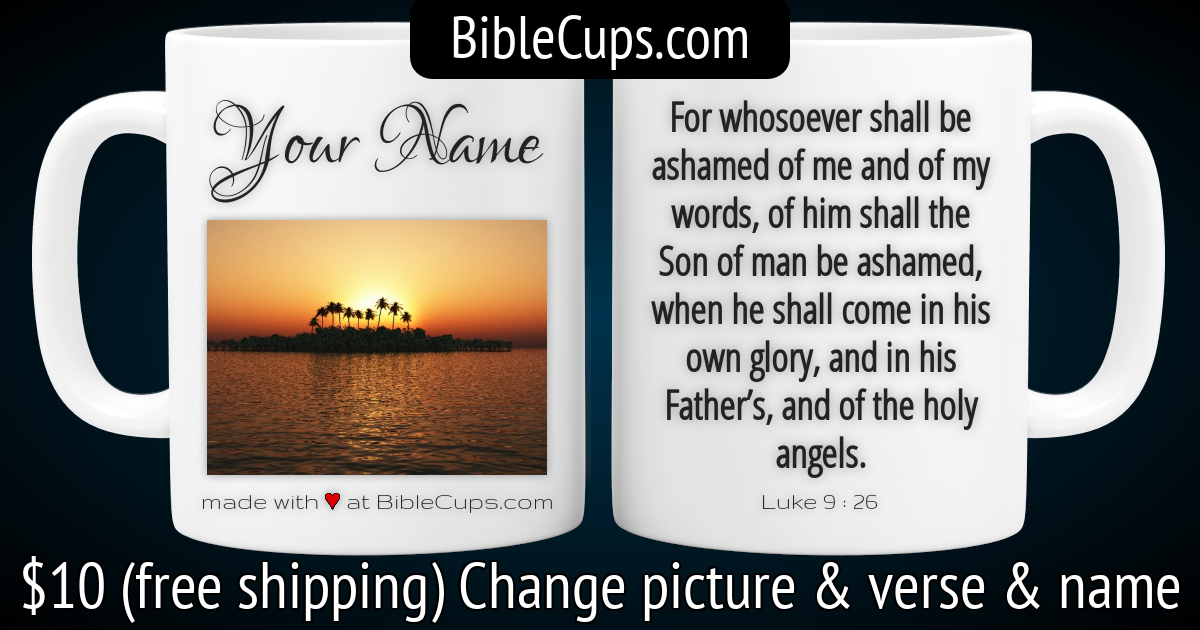 BibleCups.com
Your Name
made with ♥ at BibleCups.com
For whosoever shall be
ashamed of me and of my
words, of him shall the
Son of man be ashamed,
when he shall come in his
own glory, and in his
Father’s, and of the holy
angels.
Luke 9 : 26
$10 (free shipping) Change picture & verse & name